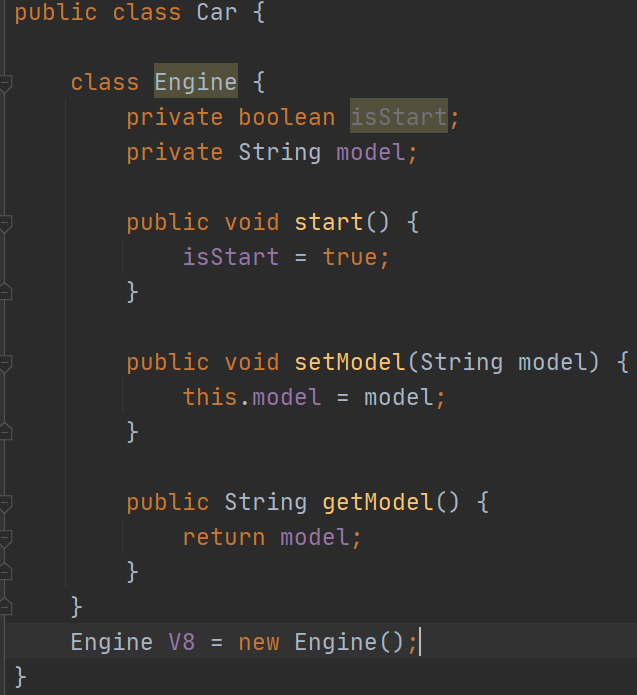 public class Car {
class Engine {
private boolean isStart;
private String model;
public void start() {
isStart = true;
}
public void setModel(String model) {
this.model = model;
}
public String getModel() {
return model;
}
}
Engine V8 = new Engine();
}